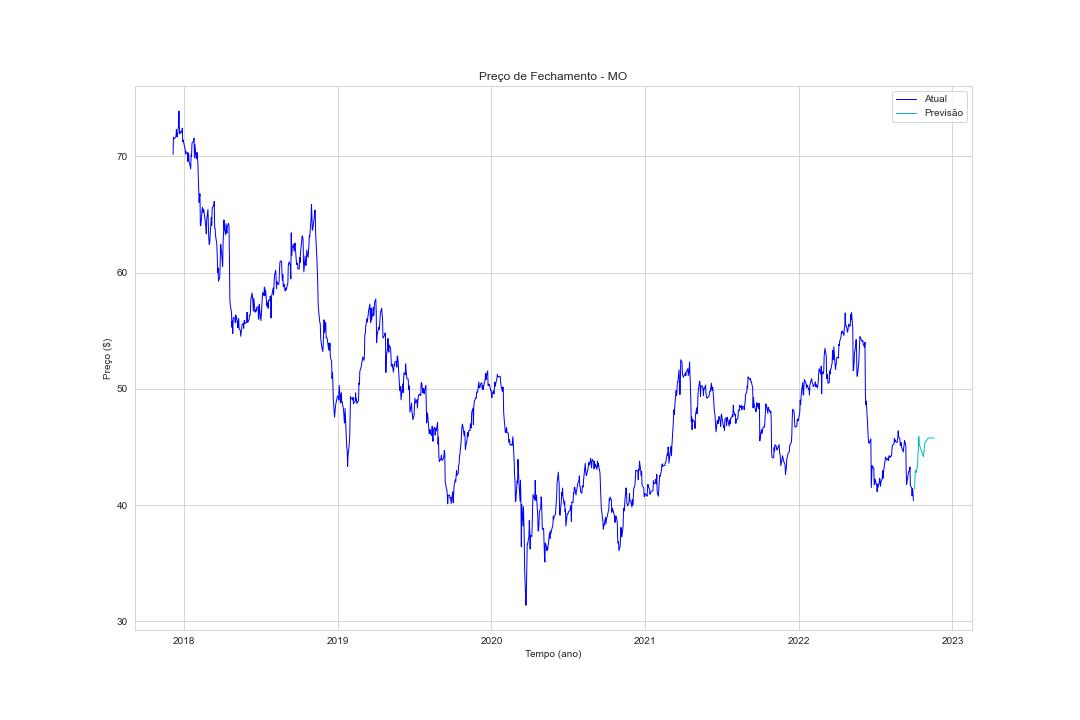 Preço de Fechamento - MO
Atual
Previsão
Preço ($)
70
60
50
40
30
2018 2019 2020 2021 2022 2023
Tempo (ano)